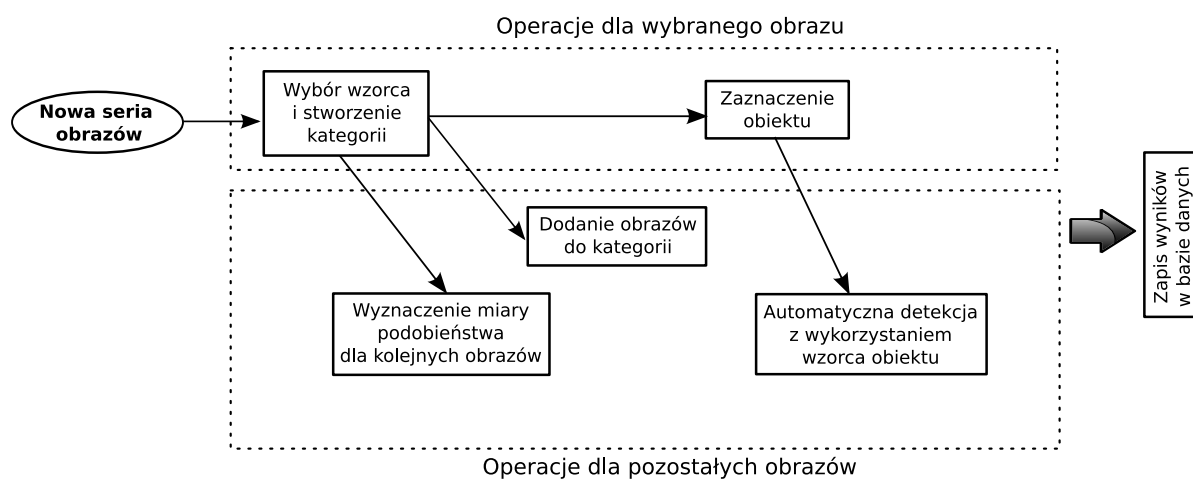 Operacje dla wybranego obrazu
Nowa seria
obrazów
Wybór wzorca
i stworzenie
kategorii
Zaznaczenie
obiektu
Dodanie obrazów
do kategorii
Wyznaczenie miary
podobieństwa
dla kolejnych obrazów
Automatyczna detekcja
z wykorzystaniem
wzorca obiektu
Zapis wyników
w bazie danych
Operacje dla pozostałych obrazów